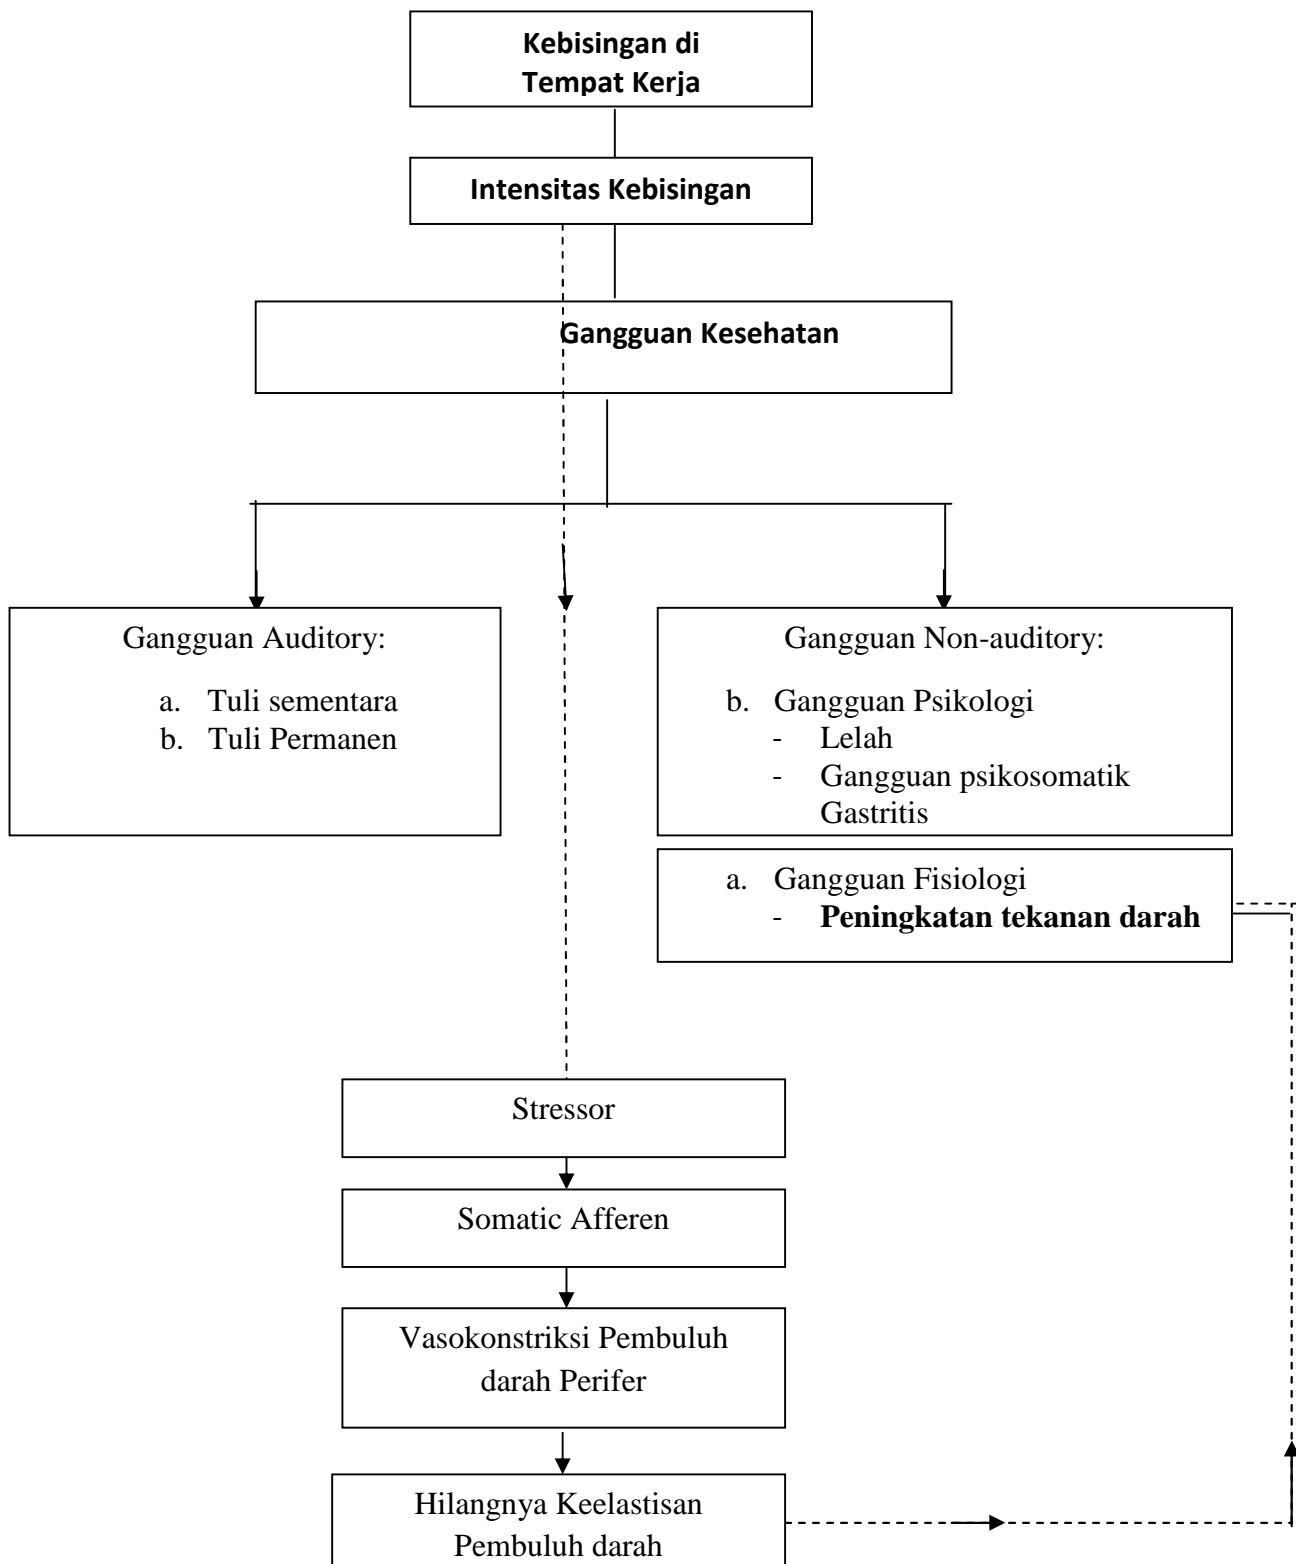 Kebisingan di
Tempat Kerja
Intensitas Kebisingan
Gangguan Kesehatan
Gangguan Auditory:
a. Tuli sementara
b. Tuli Permanen
Gangguan Non-auditory:
b. Gangguan Psikologi
- Lelah
- Gangguan psikosomatik
Gastritis
a. Gangguan Fisiologi
- Peningkatan tekanan darah
Stressor
Somatic Afferen
Vasokonstriksi Pembuluh
darah Perifer
Hilangnya Keelastisan
Pembuluh darah